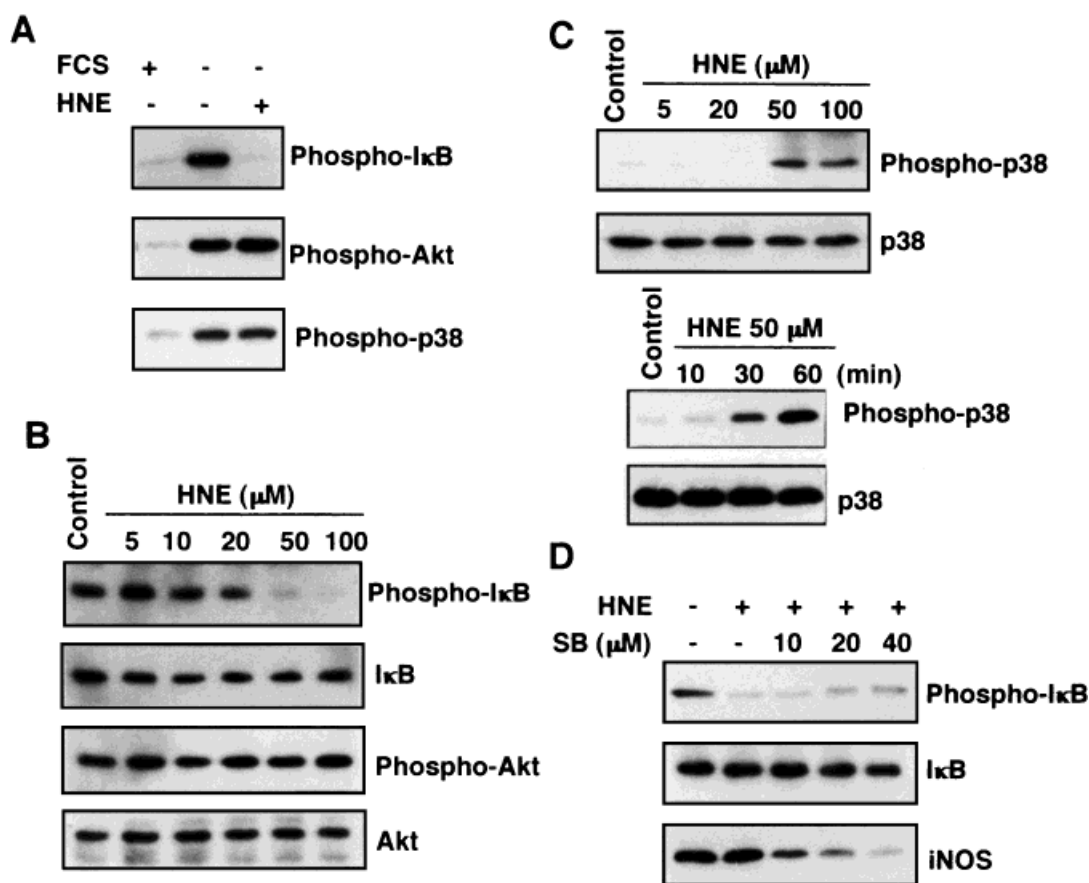 A
FCS + - -
HNE - - +
Phospho-IκB
Phospho-Akt
Phospho-p38
B
Control
HNE (μM)
5 10 20 50 100
Phospho-IκB
IκB
Phospho-Akt
Akt
C
Control
HNE (μM)
5 20 50 100
Phospho-p38
p38
Control
HNE 50 μM
10 30 60 (min)
Phospho-p38
p38
D
HNE - + + + +
SB (μM) - - 10 20 40
Phospho-IκB
IκB
iNOS